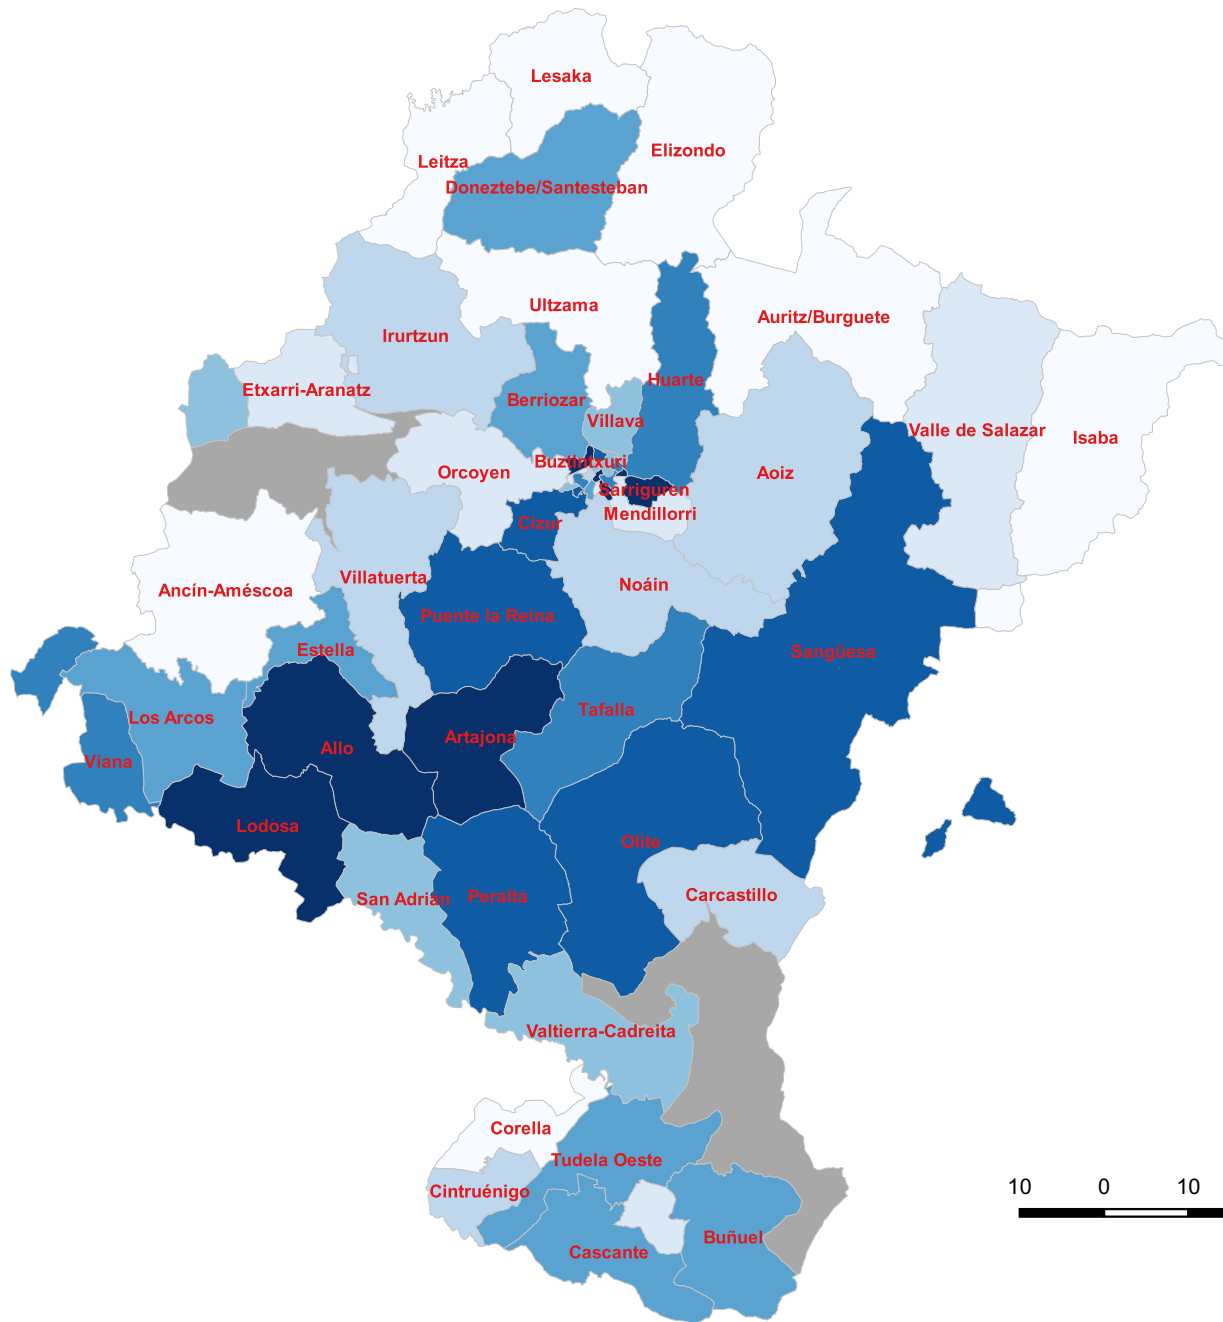 Lesaka
Elizondo
Leitza
Doneztebe/Santesteban
Ultzama
Auritz/Burguete
Irurtzun
Huarte
Etxarri-Aranatz
Berriozar
Villava
Valle de Salazar
Isaba
Buztintxuri
Orcoyen
Aoiz
Sarriguren
Mendillorri
Cizur
Villatuerta
Noáin
Ancín-Améscoa
Puente la Reina
Estella
Sangüesa
Tafalla
Los Arcos
Artajona
Allo
Viana
Lodosa
Olite
San Adrián
Peralta
Carcastillo
Valtierra-Cadreita
Corella
Tudela Oeste
Cintruénigo
10 0 10
Buñuel
Cascante